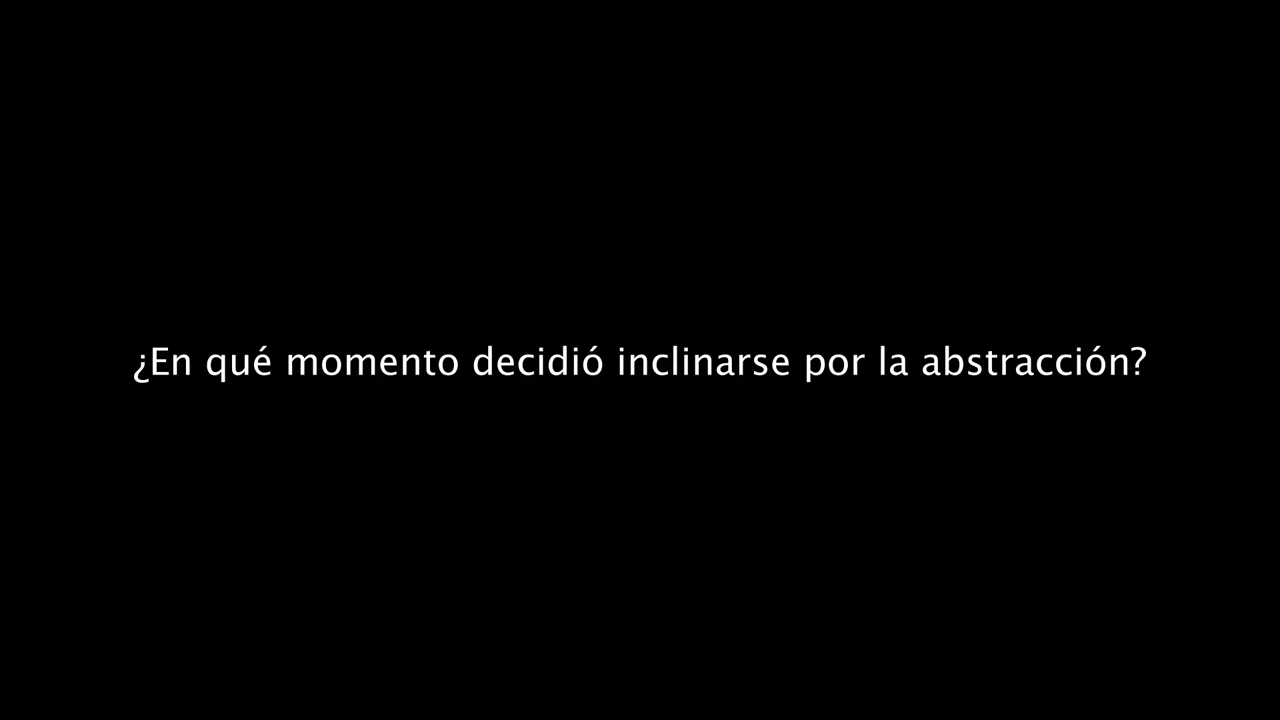 ¿En qué momento decidió inclinarse por la abstracción?